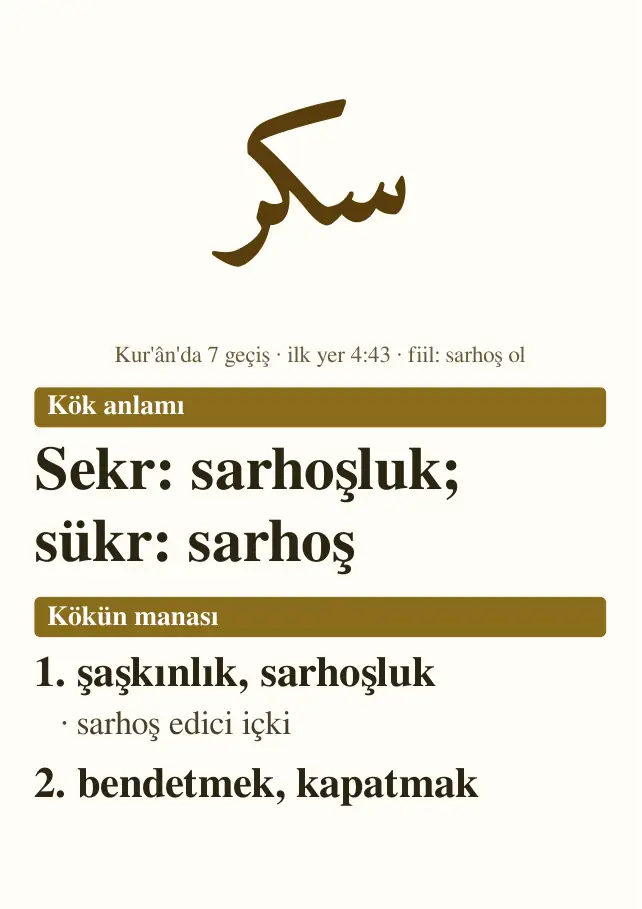 سكر
Kur'ân'da 7 geçiş · ilk yer 4:43 · fiil: sarhoş ol
Kök anlamı
Sekr: sarhoşluk;
sükr: sarhoş
Kökün manası
1. şaşkınlık, sarhoşluk
· sarhoş edici içki
2. bendetmek, kapatmak